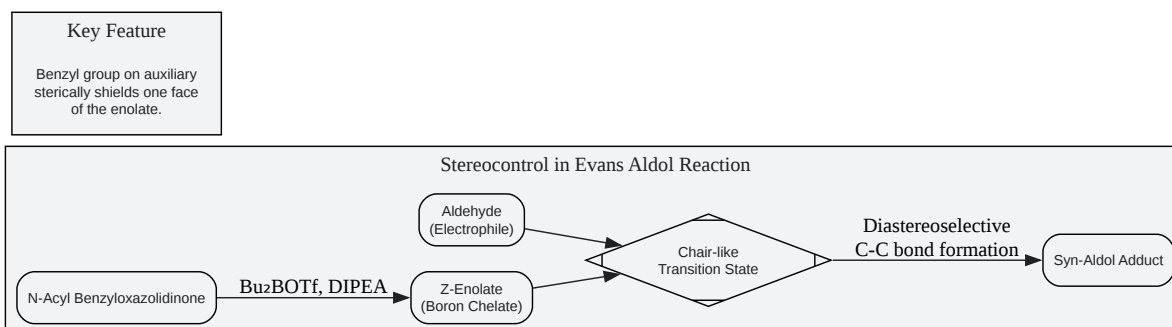 Key Feature
Benzyl group on auxiliary
sterically shields one face
of the enolate.
Stereocontrol in Evans Aldol Reaction
Aldehyde
(Electrophile)
N-Acyl Benzyloxazolidinone
Bu₂BOTf, DIPEA
Z-Enolate
(Boron Chelate)
Chair-like
Transition State
Diastereoselective
C-C bond formation
Syn-Aldol Adduct